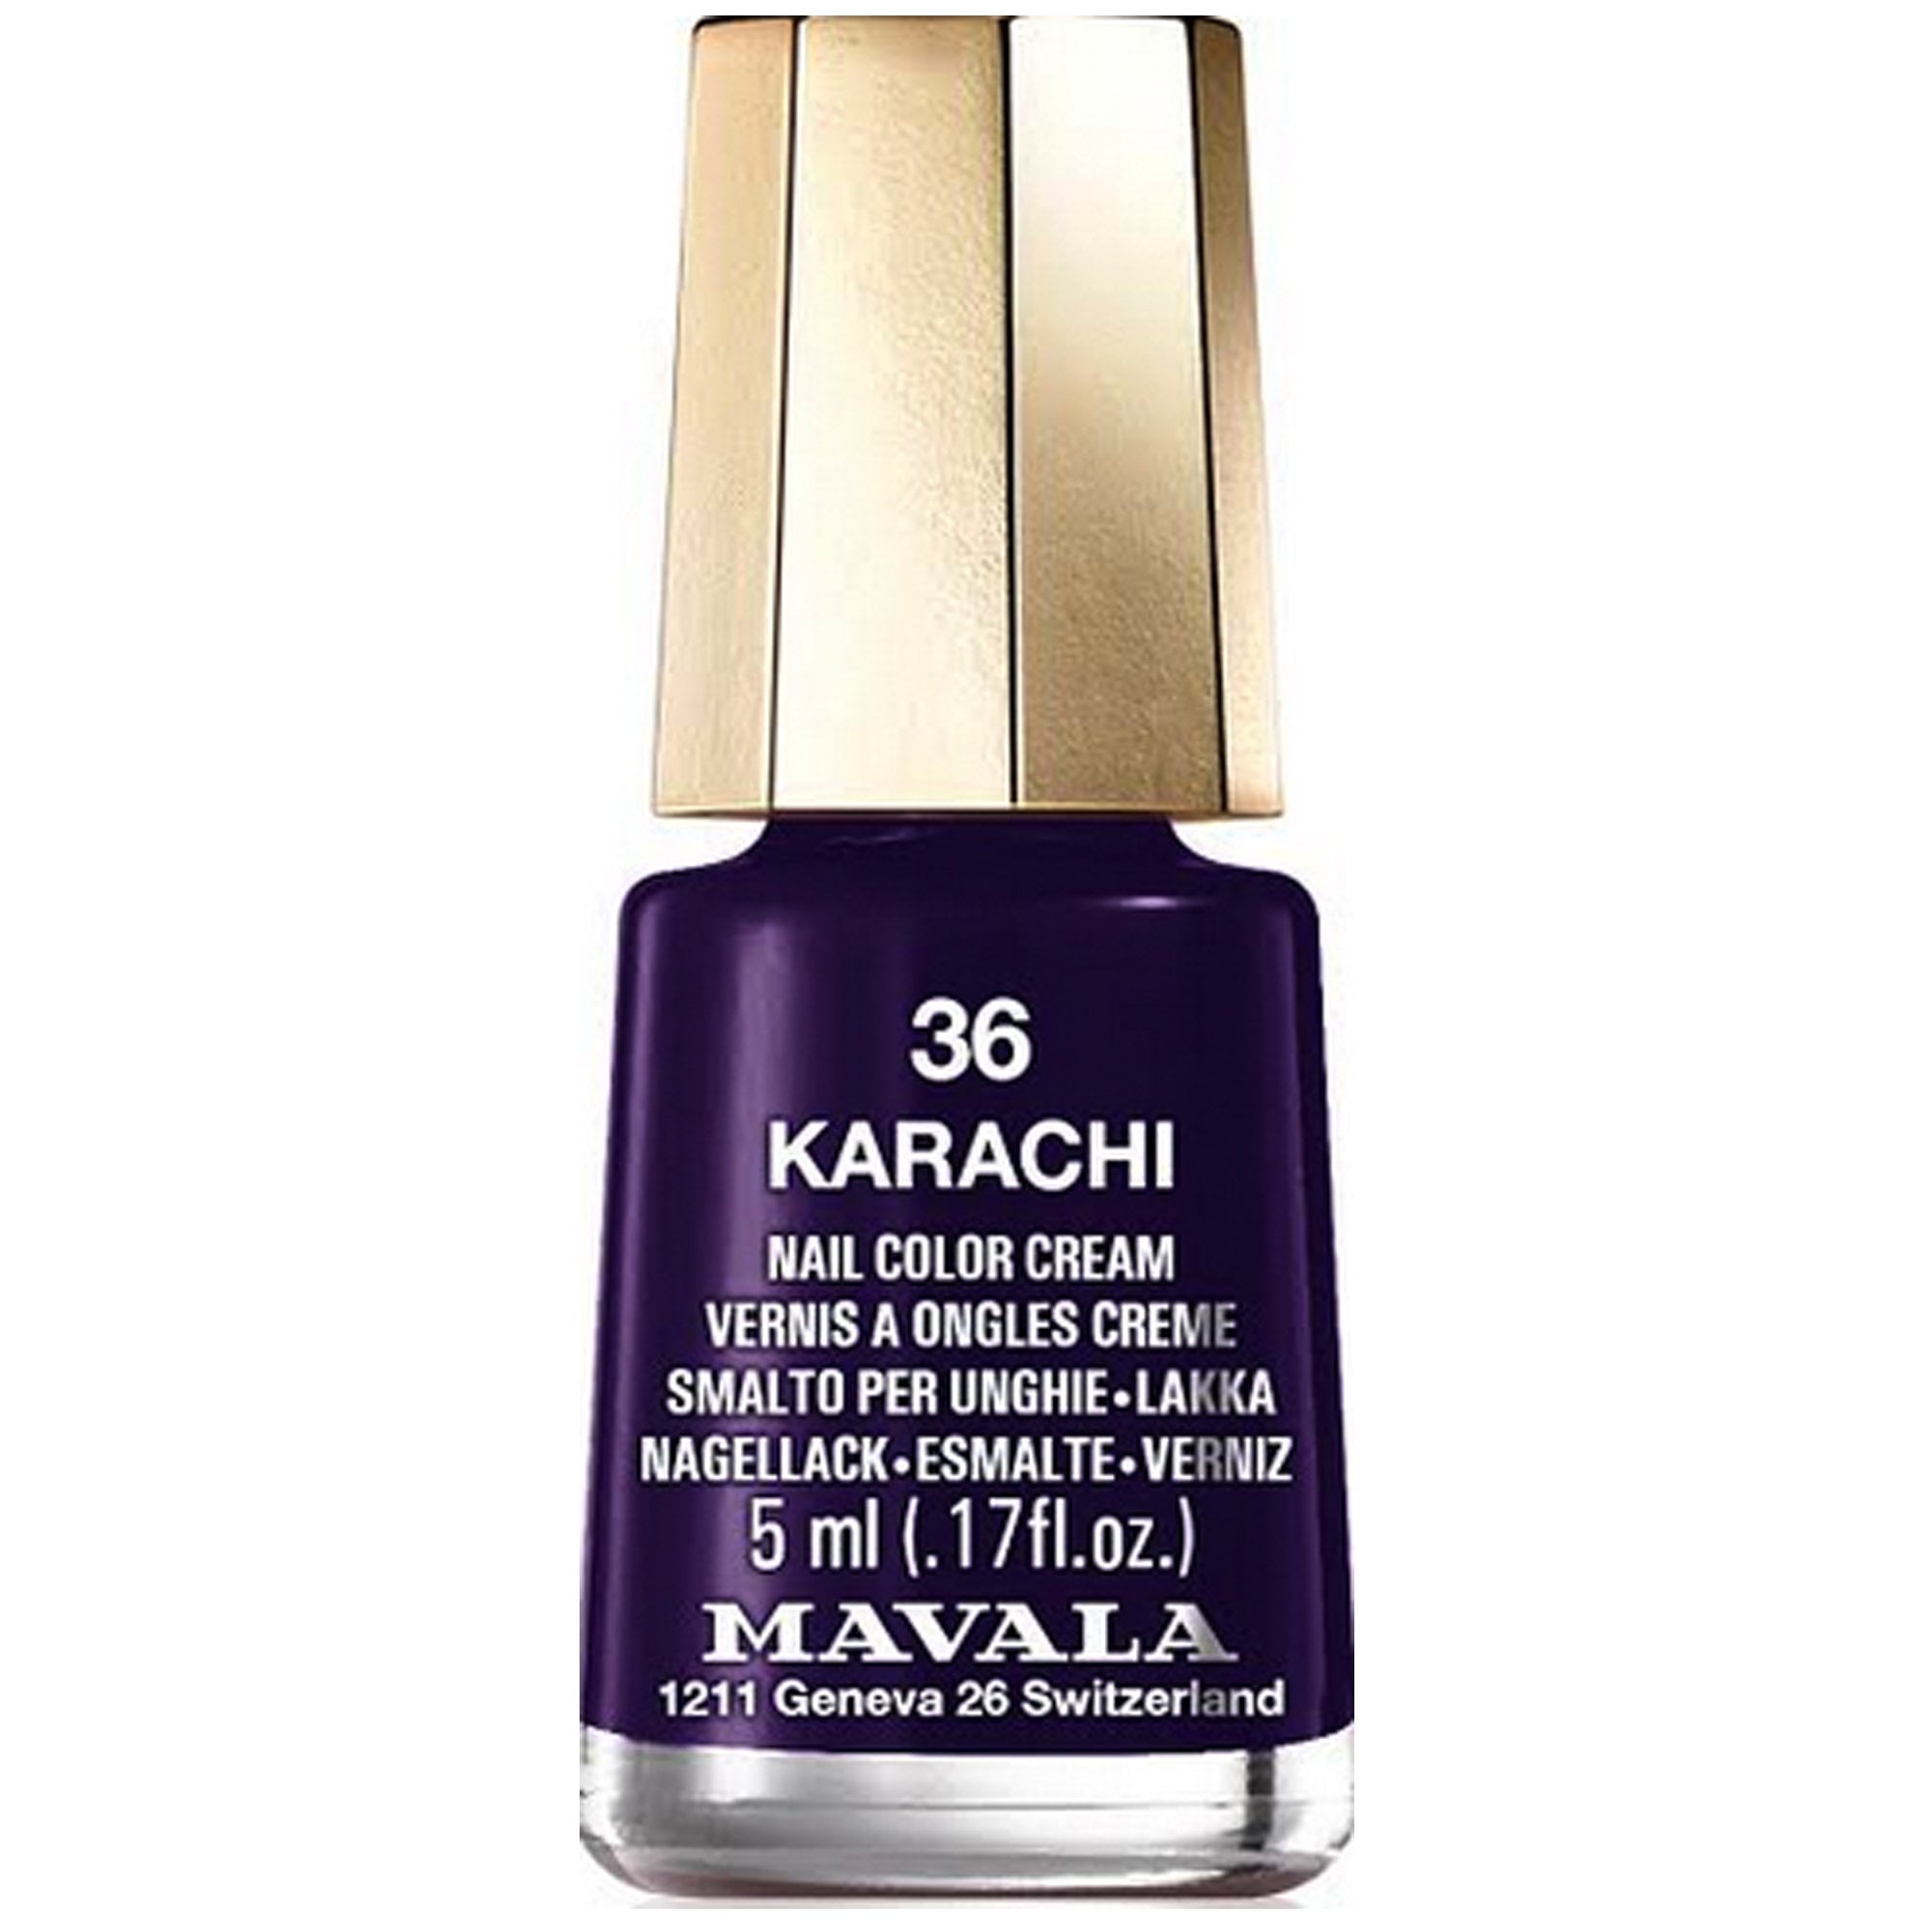 36
KARACHI
NAIL COLOR CREAM
VERNIS A ONGLES CREME
SMALTO PER UNGHIE•LAKKA
NAGELLACK•ESMALTE•VERNIZ
5 ml (.17fl.oz.)
MAVALA
1211 Geneva 26 Switzerland